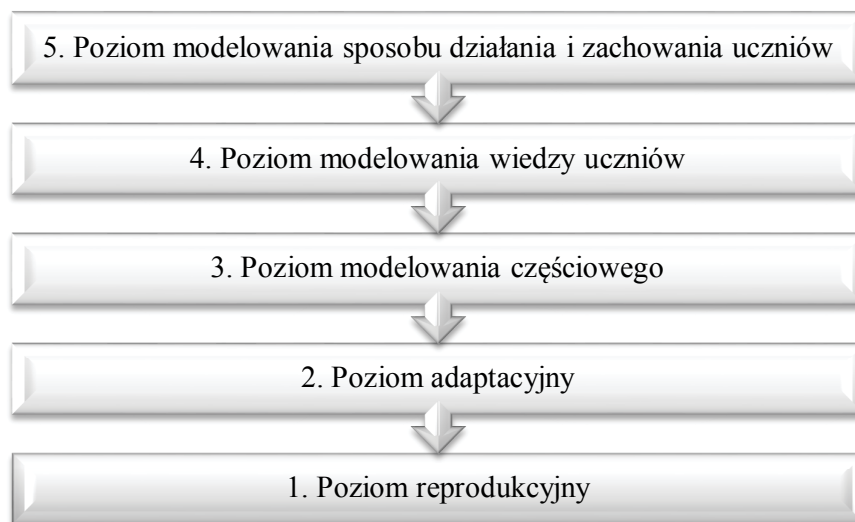 5. Poziom modelowania sposobu działania i zachowania uczniów
4. Poziom modelowania wiedzy uczniów
3. Poziom modelowania częściowego
2. Poziom adaptacyjny
1. Poziom reprodukcyjny